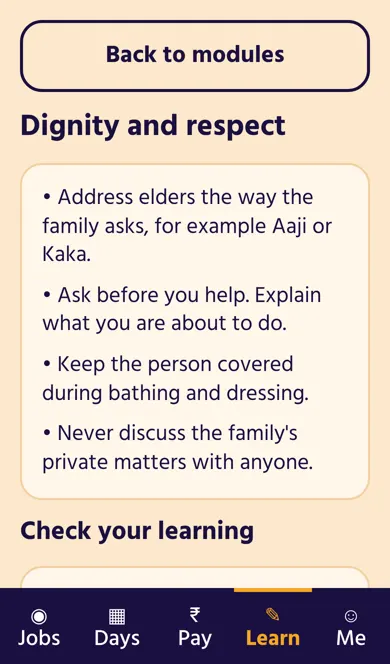 Back to modules
Dignity and respect
• Address elders the way the
family asks, for example Aaji or
Kaka.
• Ask before you help. Explain
what you are about to do.
• Keep the person covered
during bathing and dressing.
• Never discuss the family's
private matters with anyone.
Check your learning
Jobs
Days
₹
Pay
Learn
Me